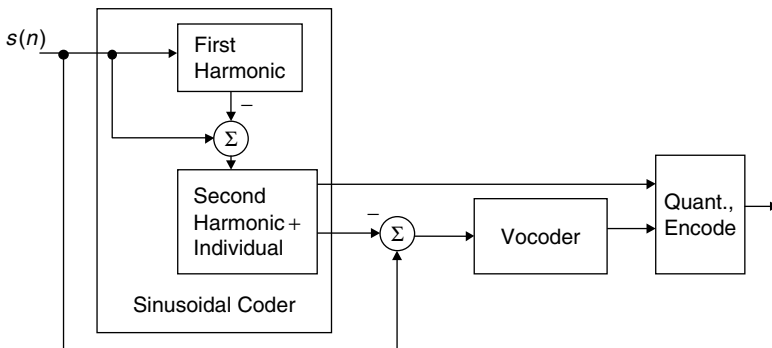 s(n)
First
Harmonic
−
Σ
Second
Harmonic +
Individual
−
Σ
Vocoder
Quant.,
Encode
Sinusoidal Coder